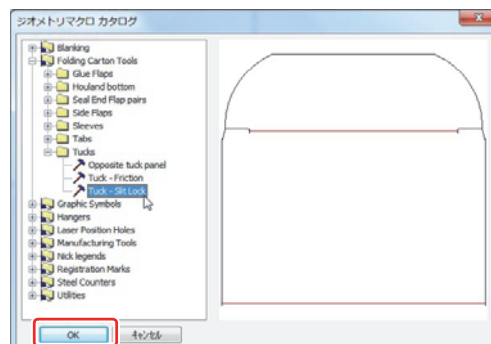 ジオメトリマクロ カタログ
Blanking
Folding Carton Tools
Glue Flaps
Houland bottom
Seal End Flap pairs
Side Flaps
Sleeves
Tabs
Tucks
Opposite tuck panel
Tuck - Friction
Tuck - Slit Lock
Graphic Symbols
Hangers
Laser Position Holes
Manufacturing Tools
Nick legends
Registration Marks
Steel Counters
Utilities
OK
キャンセル